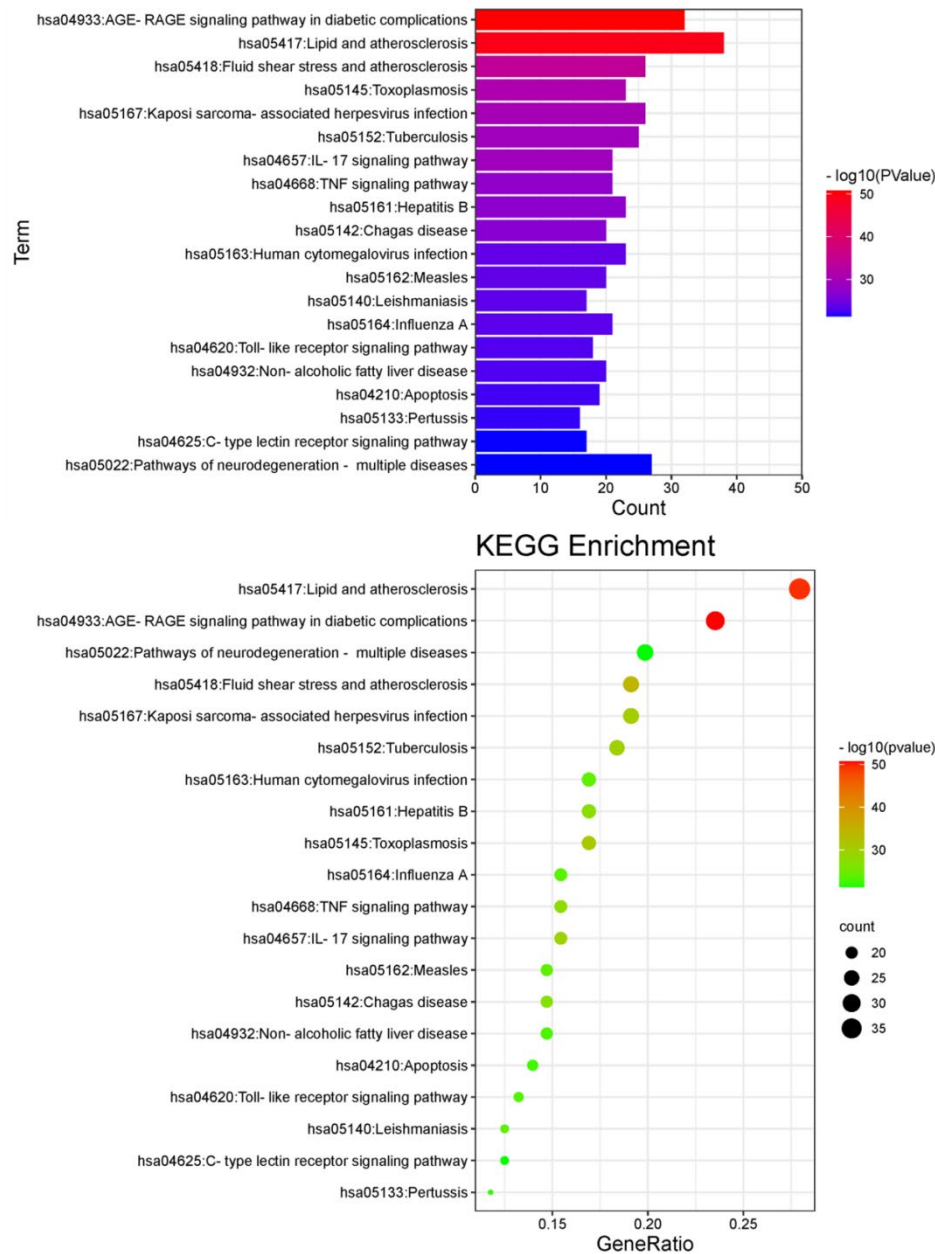 hsa04933:AGE- RAGE signaling pathway in diabetic complications
hsa05417:Lipid and atherosclerosis
hsa05418:Fluid shear stress and atherosclerosis
hsa05145:Toxoplasmosis
hsa05167:Kaposi sarcoma- associated herpesvirus infection
hsa05152:Tuberculosis
hsa04657:IL- 17 signaling pathway
hsa04668:TNF signaling pathway
hsa05161:Hepatitis B
hsa05142:Chagas disease
hsa05163:Human cytomegalovirus infection
hsa05162:Measles
hsa05140:Leishmaniasis
hsa05164:Influenza A
hsa04620:Toll- like receptor signaling pathway
hsa04932:Non- alcoholic fatty liver disease
hsa04210:Apoptosis
hsa05133:Pertussis
hsa04625:C- type lectin receptor signaling pathway
hsa05022:Pathways of neurodegeneration - multiple diseases
Term
0 10 20 30 40 50
Count
- log10(PValue)
50
30
KEGG Enrichment
hsa05417:Lipid and atherosclerosis
hsa04933:AGE- RAGE signaling pathway in diabetic complications
hsa05022:Pathways of neurodegeneration - multiple diseases
hsa05418:Fluid shear stress and atherosclerosis
hsa05167:Kaposi sarcoma- associated herpesvirus infection
hsa05152:Tuberculosis
hsa05163:Human cytomegalovirus infection
hsa05161:Hepatitis B
hsa05145:Toxoplasmosis
hsa05164:Influenza A
hsa04668:TNF signaling pathway
hsa04657:IL- 17 signaling pathway
hsa05162:Measles
hsa05142:Chagas disease
hsa04932:Non- alcoholic fatty liver disease
hsa04210:Apoptosis
hsa04620:Toll- like receptor signaling pathway
hsa05140:Leishmaniasis
hsa04625:C- type lectin receptor signaling pathway
hsa05133:Pertussis
0.15 0.20 0.25
GeneRatio
- log10(pvalue)
50
40
30
count
20
25
30
35